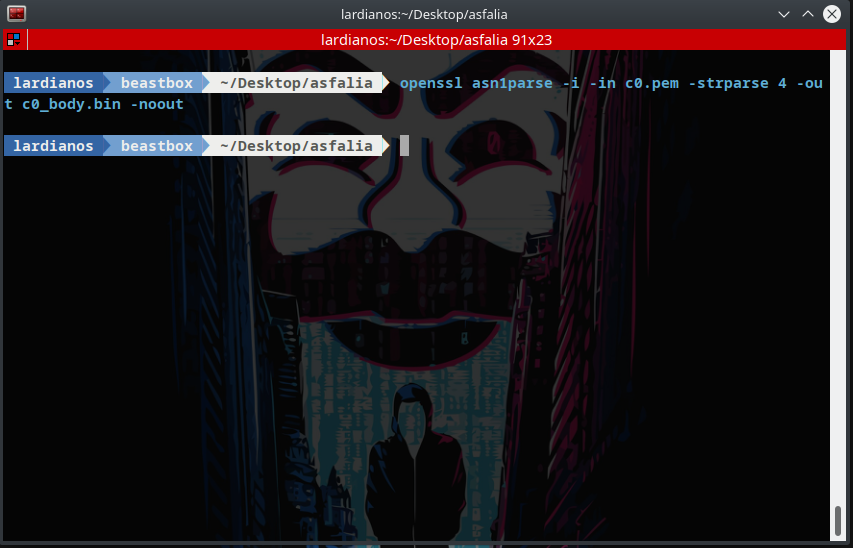 lardianos:~/Desktop/asfalia
lardianos:~/Desktop/asfalia 91x23
lardianos beastbox ~/Desktop/asfalia openssl asn1parse -i -in c0.pem -strparse 4 -ou
t c0_body.bin -noout
lardianos beastbox ~/Desktop/asfalia